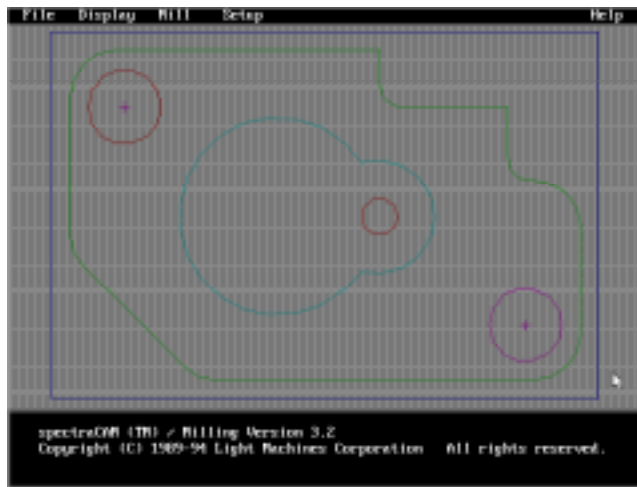 File Display Mill Setup Help
spectraCAM (TM) / Milling Version 3.2
Copyright (C) 1989-94 Light Machines Corporation All rights reserved.